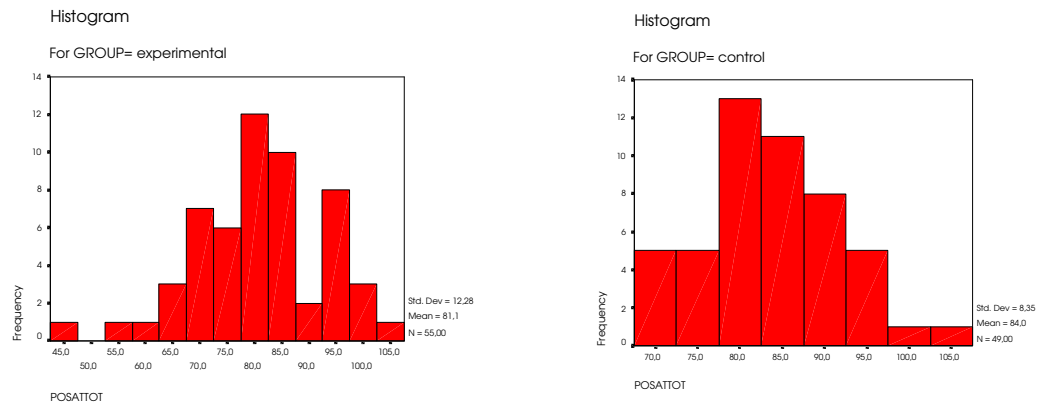 Histogram
For GROUP= experimental
14
12
10
8
6
4
2
0
Frequency
45,0 55,0 60,0 65,0 70,0 75,0 80,0 85,0 90,0 95,0 105,0
50,0 100,0
Std. Dev = 12,28
Mean = 81,1
N = 55,00
POSATTOT
Histogram
For GROUP= control
14
12
10
8
6
4
2
0
Frequency
70,0 75,0 80,0 85,0 90,0 95,0 100,0 105,0
Std. Dev = 8,35
Mean = 84,0
N = 49,00
POSATTOT